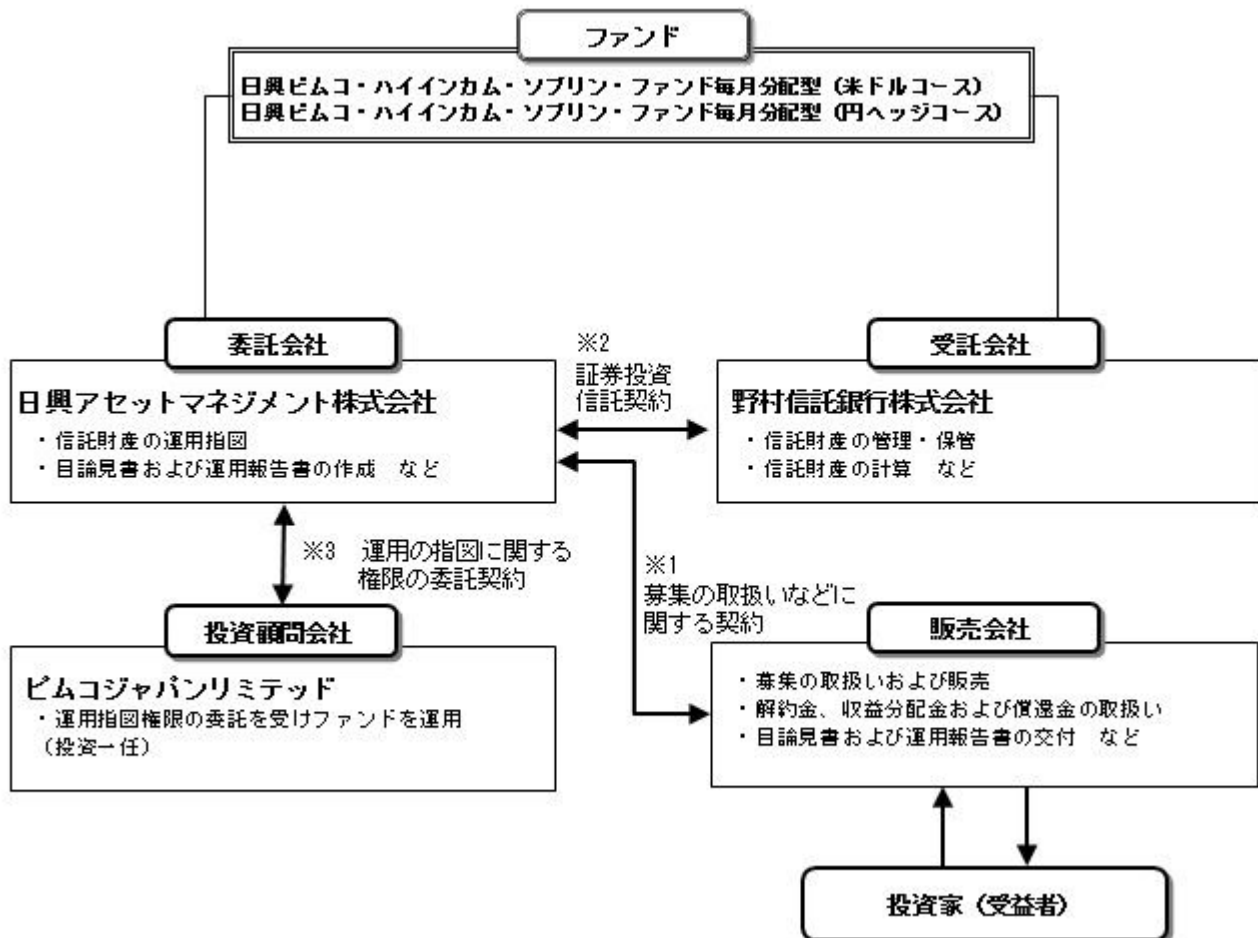 ファンド
日興ピムコ・ハイインカム・ソブリン・ファンド毎月分配型（米ドルコース）
日興ピムコ・ハイインカム・ソブリン・ファンド毎月分配型（円ヘッジコース）
委託会社
日興アセットマネジメント株式会社
・信託財産の運用指図
・目論見書および運用報告書の作成　など
※2
証券投資
信託契約
受託会社
野村信託銀行株式会社
・信託財産の管理・保管
・信託財産の計算　など
※3　運用の指図に関する
権限の委託契約
※1
募集の取扱いなどに
関する契約
投資顧問会社
ピムコジャパンリミテッド
・運用指図権限の委託を受けファンドを運用
（投資一任）
販売会社
・募集の取扱いおよび販売
・解約金、収益分配金および償還金の取扱い
・目論見書および運用報告書の交付　など
投資家（受益者）